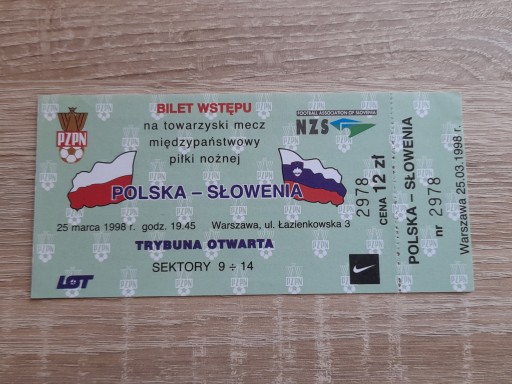 PZPN
BILET WSTĘPU
na towarzyski mecz
międzypaństwowy
piłki nożnej
FOOTBALL ASSOCIATION OF SLOVENIA
NZS
POLSKA – SŁOWENIA
25 marca 1998 r. godz. 19.45
Warszawa, ul. Łazienkowska 3
TRYBUNA OTWARTA
SEKTORY 9 ÷ 14
LOT
2978
CENA 12 zł
POLSKA – SŁOWENIA
nr 2978
Warszawa 25.03.1998 r.